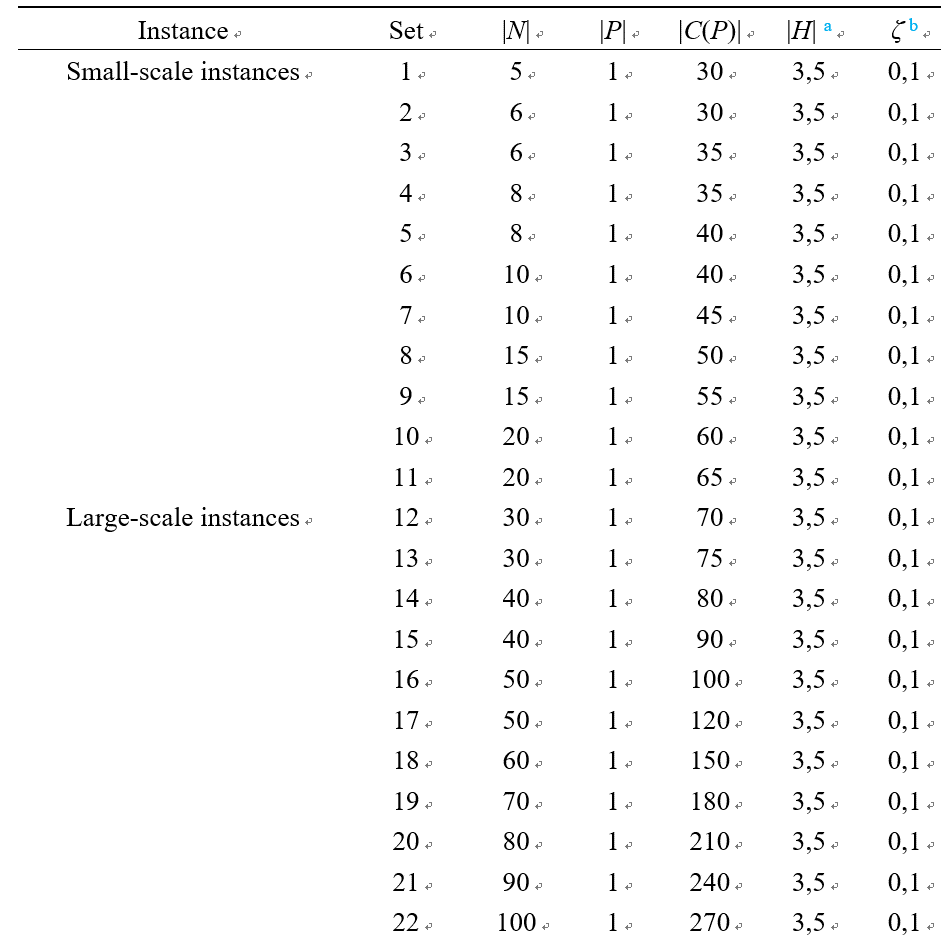 Instance Set |N| |P| |C(P)| |H| a ζ b
Small-scale instances 1 5 1 30 3,5 0,1
2 6 1 30 3,5 0,1
3 6 1 35 3,5 0,1
4 8 1 35 3,5 0,1
5 8 1 40 3,5 0,1
6 10 1 40 3,5 0,1
7 10 1 45 3,5 0,1
8 15 1 50 3,5 0,1
9 15 1 55 3,5 0,1
10 20 1 60 3,5 0,1
11 20 1 65 3,5 0,1
Large-scale instances 12 30 1 70 3,5 0,1
13 30 1 75 3,5 0,1
14 40 1 80 3,5 0,1
15 40 1 90 3,5 0,1
16 50 1 100 3,5 0,1
17 50 1 120 3,5 0,1
18 60 1 150 3,5 0,1
19 70 1 180 3,5 0,1
20 80 1 210 3,5 0,1
21 90 1 240 3,5 0,1
22 100 1 270 3,5 0,1